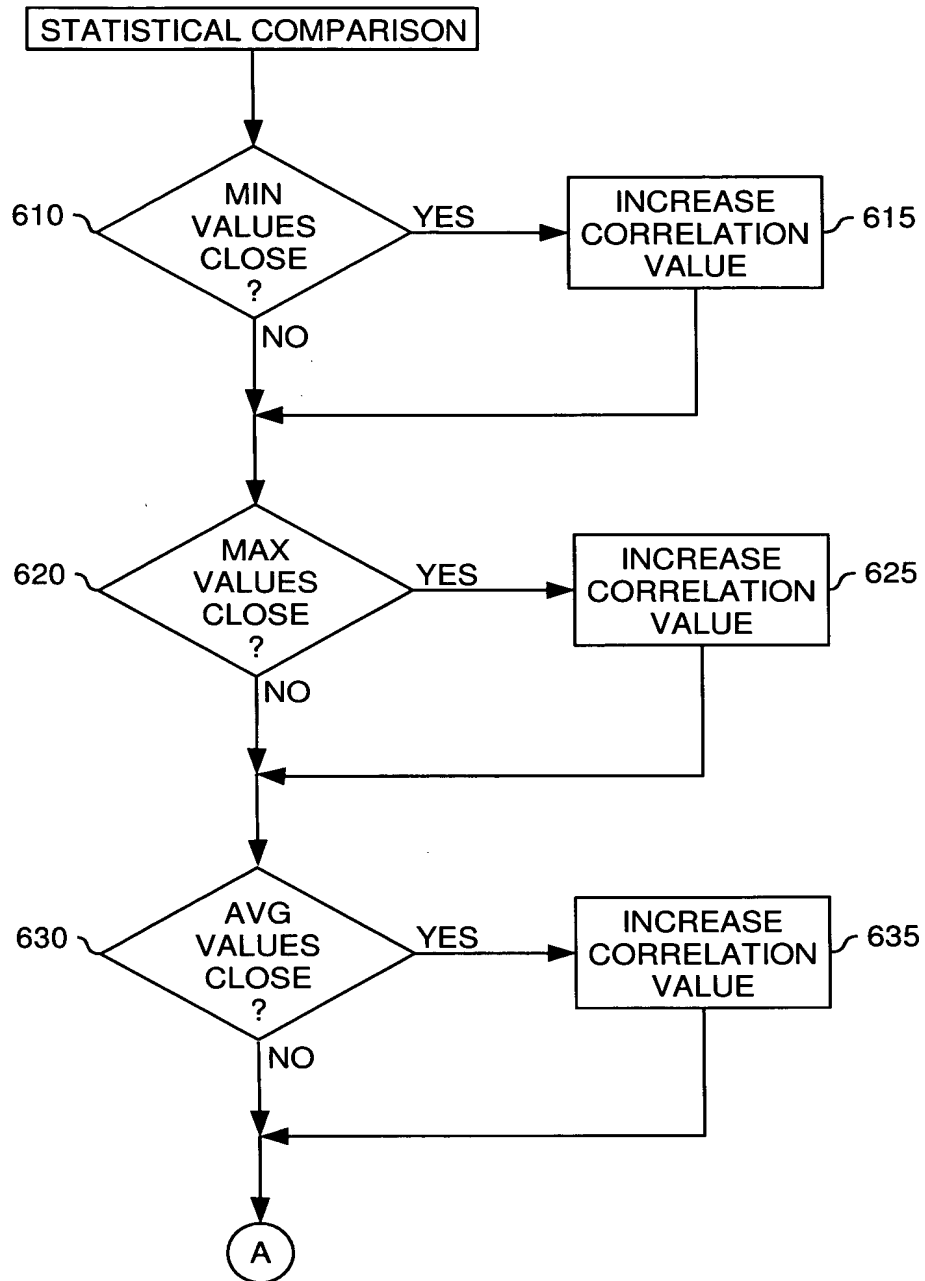 STATISTICAL COMPARISON
610
MIN
VALUES
CLOSE
?
YES
INCREASE
CORRELATION
VALUE
615
NO
620
MAX
VALUES
CLOSE
?
YES
INCREASE
CORRELATION
VALUE
625
NO
630
AVG
VALUES
CLOSE
?
YES
INCREASE
CORRELATION
VALUE
635
NO
A